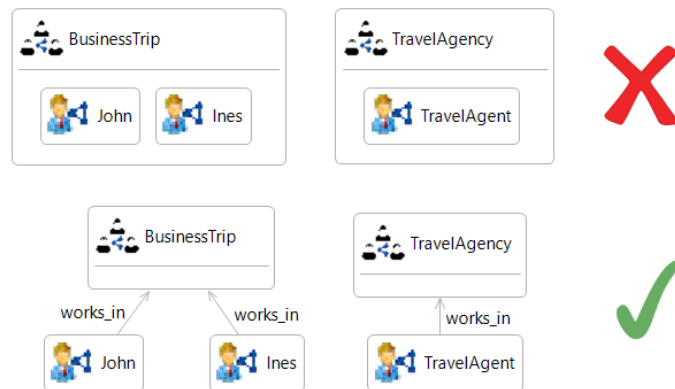 BusinessTrip
TravelAgency
John
Ines
TravelAgent
BusinessTrip
TravelAgency
works_in
works_in
works_in
John
Ines
TravelAgent